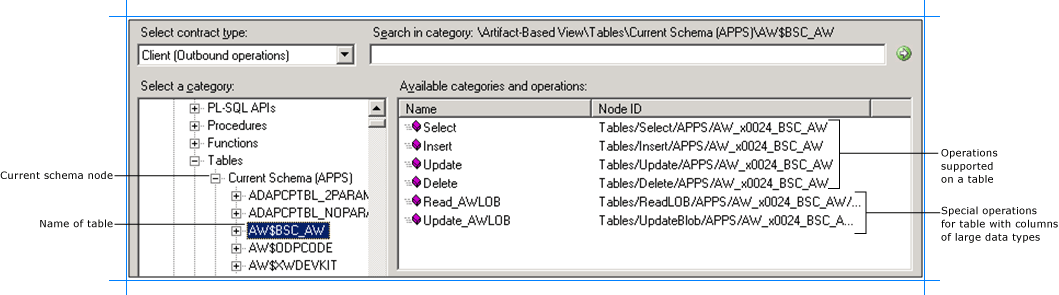 Select contract type:
Search in category: \Artifact-Based View\Tables\Current Schema (APPS)\AW$BSC_AW
Client (Outbound operations)
Select a category:
Available categories and operations:
PL-SQL APIs
Procedures
Functions
Tables
Current Schema (APPS)
ADAPCPTBL_2PARAM
ADAPCPTBL_NOPARA
AW$BSC_AW
AW$ODPCODE
AW$XWDEVKIT
Current schema node
Name of table
Name Node ID
Select Tables/Select/APPS/AW_x0024_BSC_AW
Insert Tables/Insert/APPS/AW_x0024_BSC_AW
Update Tables/Update/APPS/AW_x0024_BSC_AW
Delete Tables/Delete/APPS/AW_x0024_BSC_AW
Read_AWLOB Tables/ReadLOB/APPS/AW_x0024_BSC_AW/...
Update_AWLOB Tables/UpdateBlob/APPS/AW_x0024_BSC_A...
Operations
supported
on a table
Special operations
for table with columns
of large data types